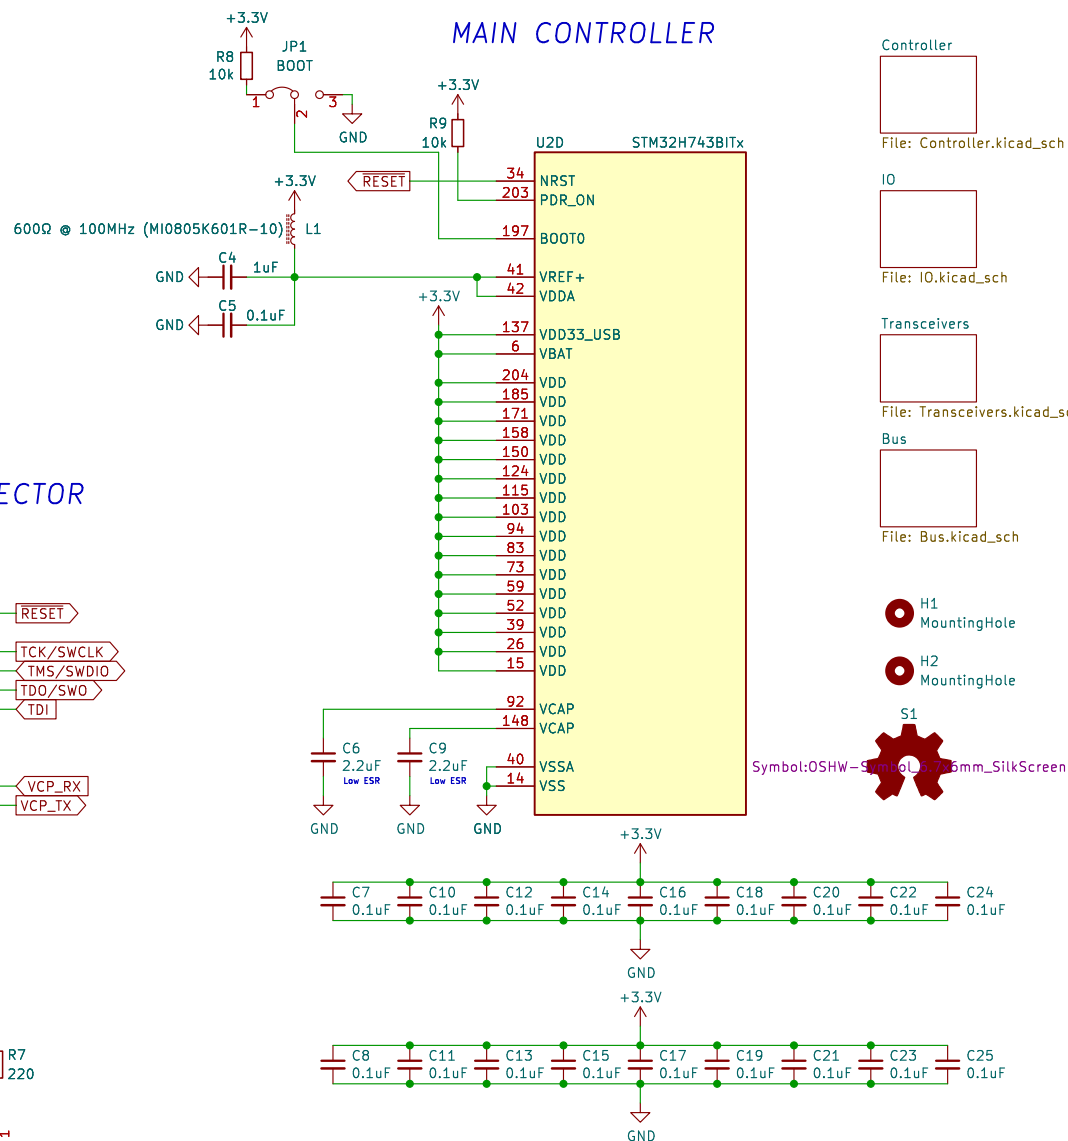 MAIN CONTROLLER
+3.3V
R8
10k
JP1
BOOT
1
2
3
GND
+3.3V
R9
10k
U2D
STM32H743BITx
RESET
34 NRST
203 PDR_ON
197 BOOT0
+3.3V
600Ω @ 100MHz (MI0805K601R-10)
L1
GND
C4
1uF
41 VREF+
42 VDDA
GND
C5
0.1uF
+3.3V
137 VDD33_USB
6 VBAT
204 VDD
185 VDD
171 VDD
158 VDD
150 VDD
124 VDD
115 VDD
103 VDD
94 VDD
83 VDD
73 VDD
59 VDD
52 VDD
39 VDD
26 VDD
15 VDD
92 VCAP
148 VCAP
40 VSSA
14 VSS
C6
2.2uF
Low ESR
GND
C9
2.2uF
Low ESR
GND
GND
Controller
File: Controller.kicad_sch
IO
File: IO.kicad_sch
Transceivers
File: Transceivers.kicad_sc
Bus
File: Bus.kicad_sch
H1
MountingHole
H2
MountingHole
S1
Symbol:OSHW-Symbol_6.7x6mm_SilkScreen
ECTOR
RESET
TCK/SWCLK
TMS/SWDIO
TDO/SWO
TDI
VCP_RX
VCP_TX
+3.3V
C7 C10 C12 C14 C16 C18 C20 C22 C24
0.1uF 0.1uF 0.1uF 0.1uF 0.1uF 0.1uF 0.1uF 0.1uF 0.1uF
GND
+3.3V
C8 C11 C13 C15 C17 C19 C21 C23 C25
0.1uF 0.1uF 0.1uF 0.1uF 0.1uF 0.1uF 0.1uF 0.1uF 0.1uF
GND
R7
220
1